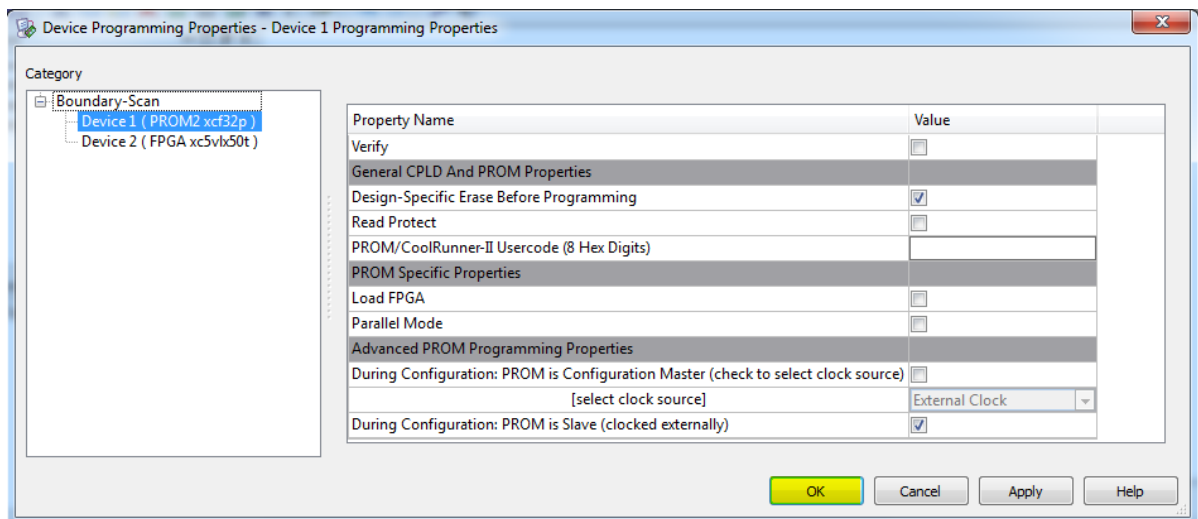 Device Programming Properties - Device 1 Programming Properties
Category
Boundary-Scan
Device 1 ( PROM2 xcf32p )
Device 2 ( FPGA xc5vlx50t )
Property Name Value
Verify
General CPLD And PROM Properties
Design-Specific Erase Before Programming
Read Protect
PROM/CoolRunner-II Usercode (8 Hex Digits)
PROM Specific Properties
Load FPGA
Parallel Mode
Advanced PROM Programming Properties
During Configuration: PROM is Configuration Master (check to select clock source)
[select clock source] External Clock
During Configuration: PROM is Slave (clocked externally)
OK Cancel Apply Help